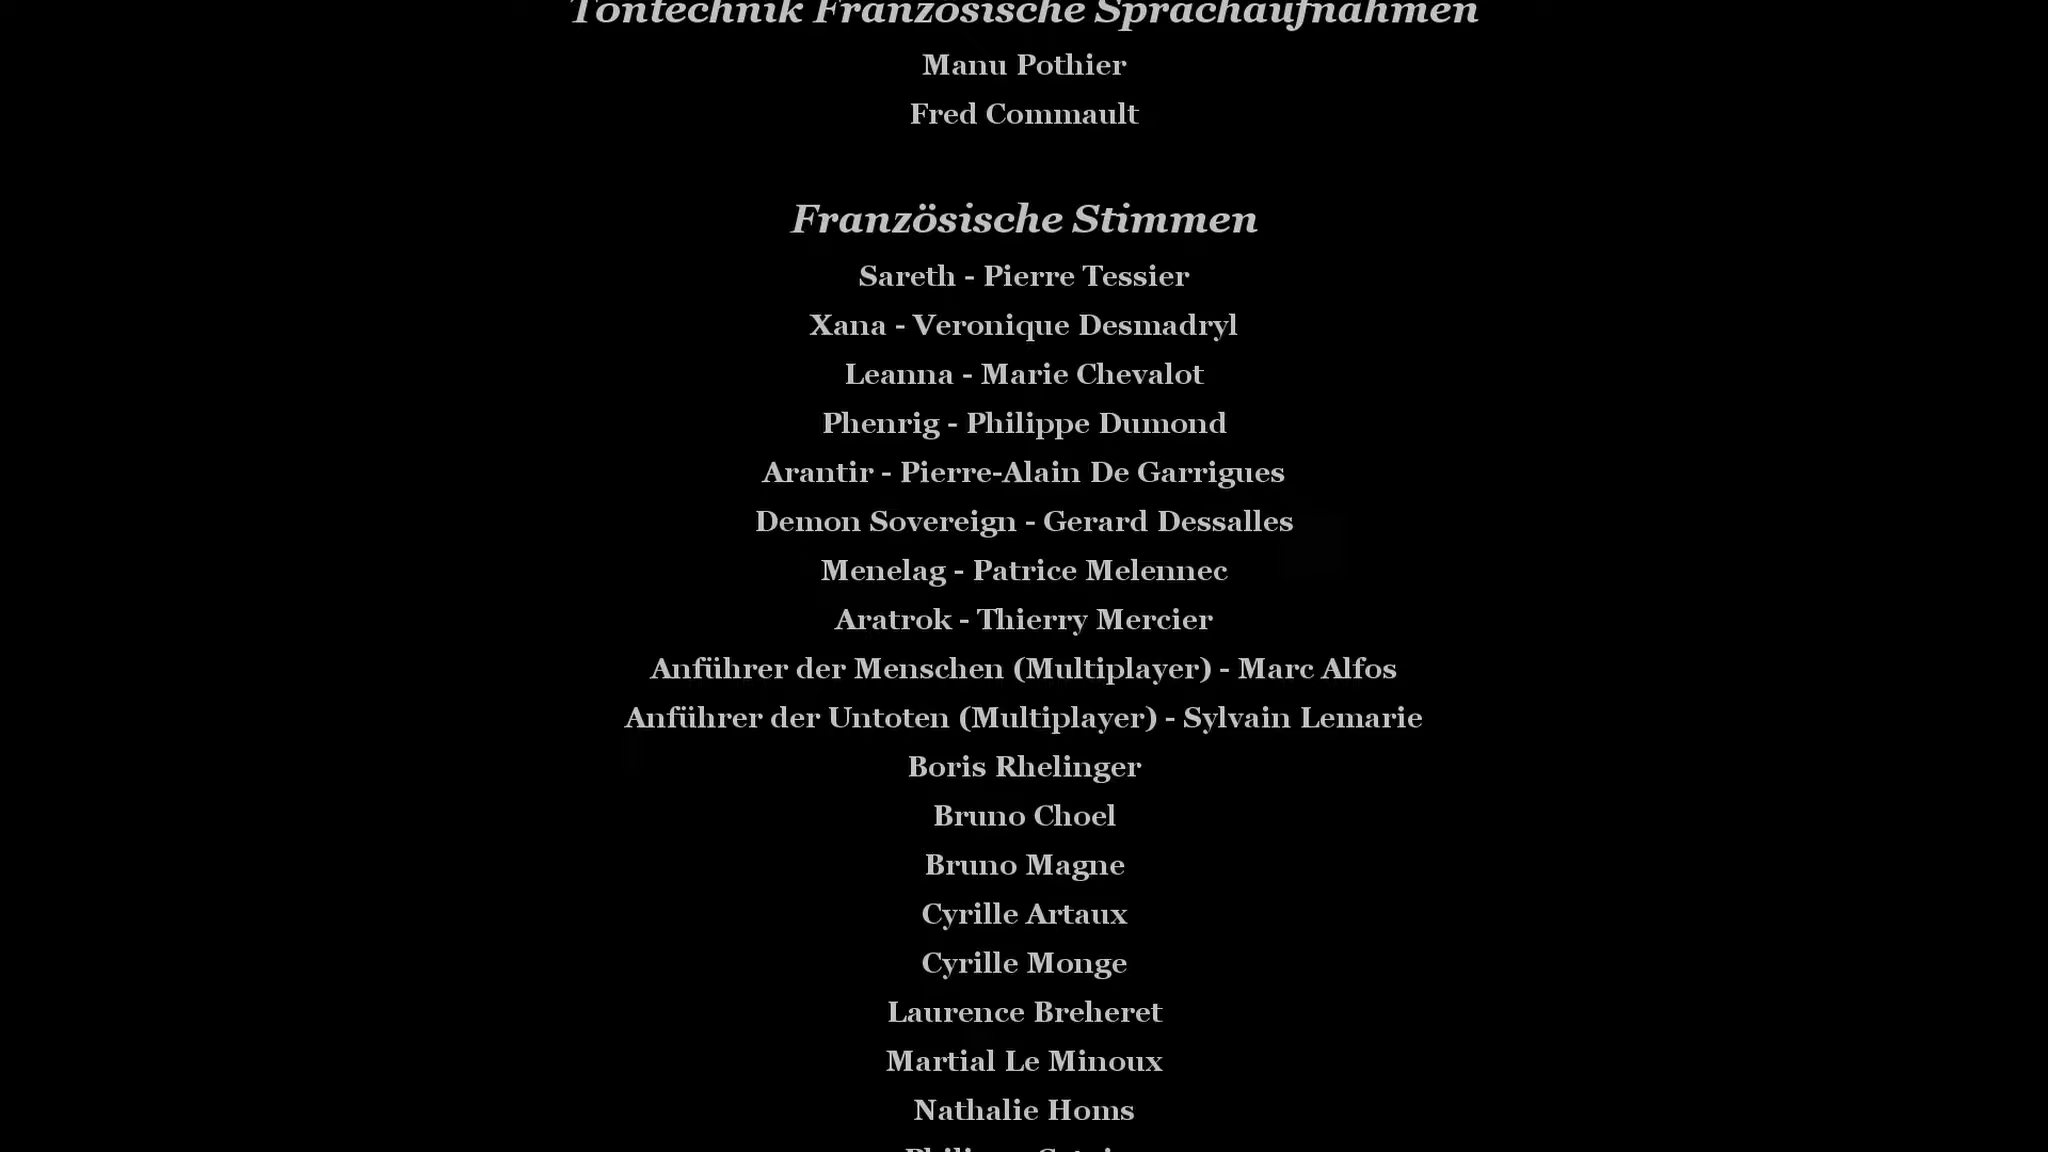 Tontechnik Französische Sprachaufnahmen
Manu Pothier
Fred Commault
Französische Stimmen
Sareth - Pierre Tessier
Xana - Veronique Desmadryl
Leanna - Marie Chevalot
Phenrig - Philippe Dumond
Arantir - Pierre-Alain De Garrigues
Demon Sovereign - Gerard Dessalles
Menelag - Patrice Melennec
Aratrok - Thierry Mercier
Anführer der Menschen (Multiplayer) - Marc Alfos
Anführer der Untoten (Multiplayer) - Sylvain Lemarie
Boris Rhelinger
Bruno Choel
Bruno Magne
Cyrille Artaux
Cyrille Monge
Laurence Breheret
Martial Le Minoux
Nathalie Homs